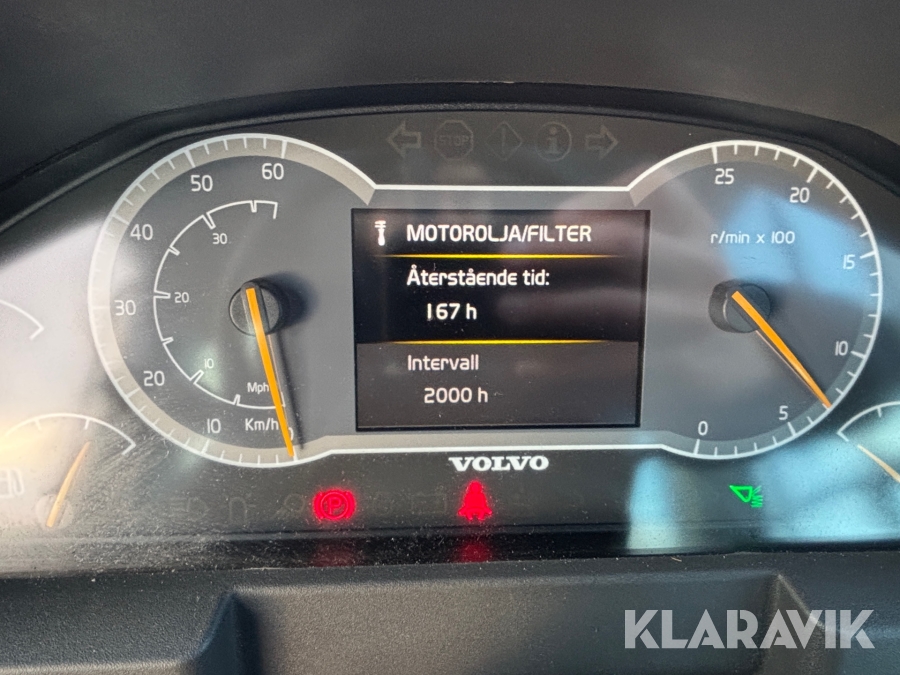 STOP
60
50
40
30
20
10
30
20
10
Mph
Km/h
MOTOROLJA/FILTER
Återstående tid:
167 h
Intervall
2000 h
25
20
15
10
5
0
r/min x 100
VOLVO
P
KLARAVIK